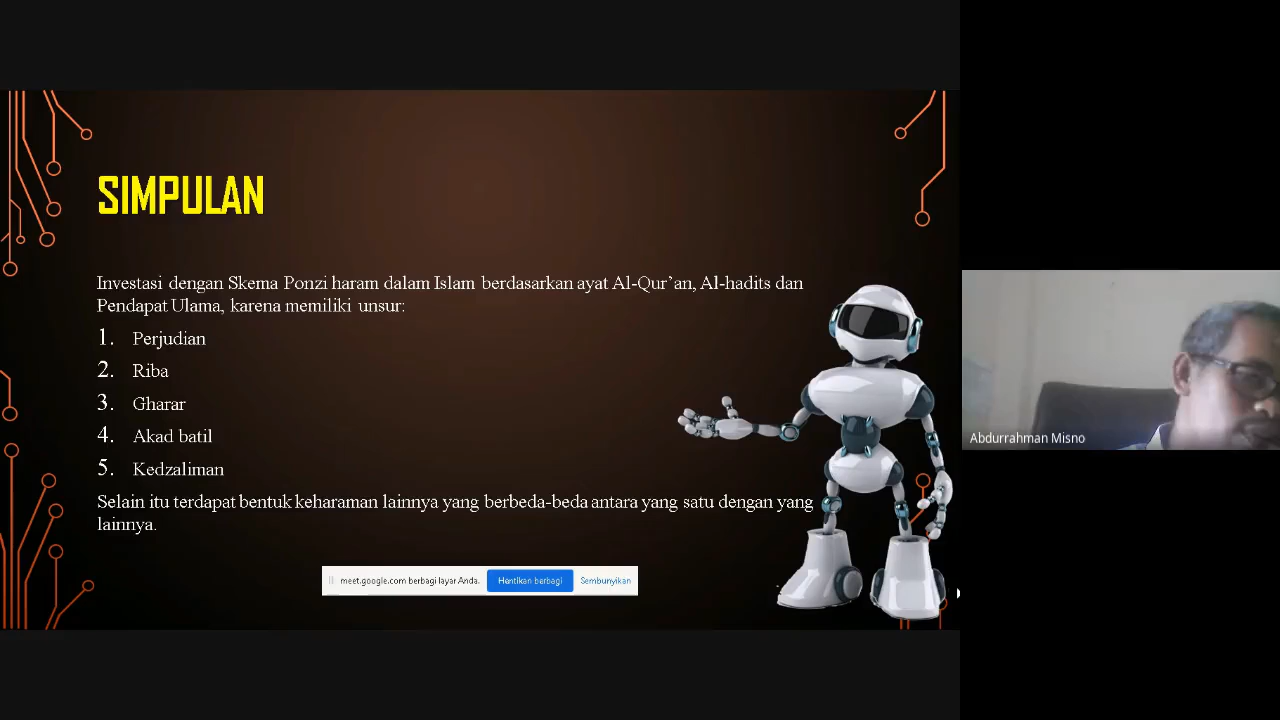 SIMPULAN
Investasi dengan Skema Ponzi haram dalam Islam berdasarkan ayat Al-Qur’an, Al-hadits dan
Pendapat Ulama, karena memiliki unsur:
1. Perjudian
2. Riba
3. Gharar
4. Akad batil
5. Kedzaliman
Selain itu terdapat bentuk keharaman lainnya yang berbeda-beda antara yang satu dengan yang
lainnya.
meet.google.com berbagi layar Anda. Hentikan berbagi Sembunyikan
Abdurrahman Misno